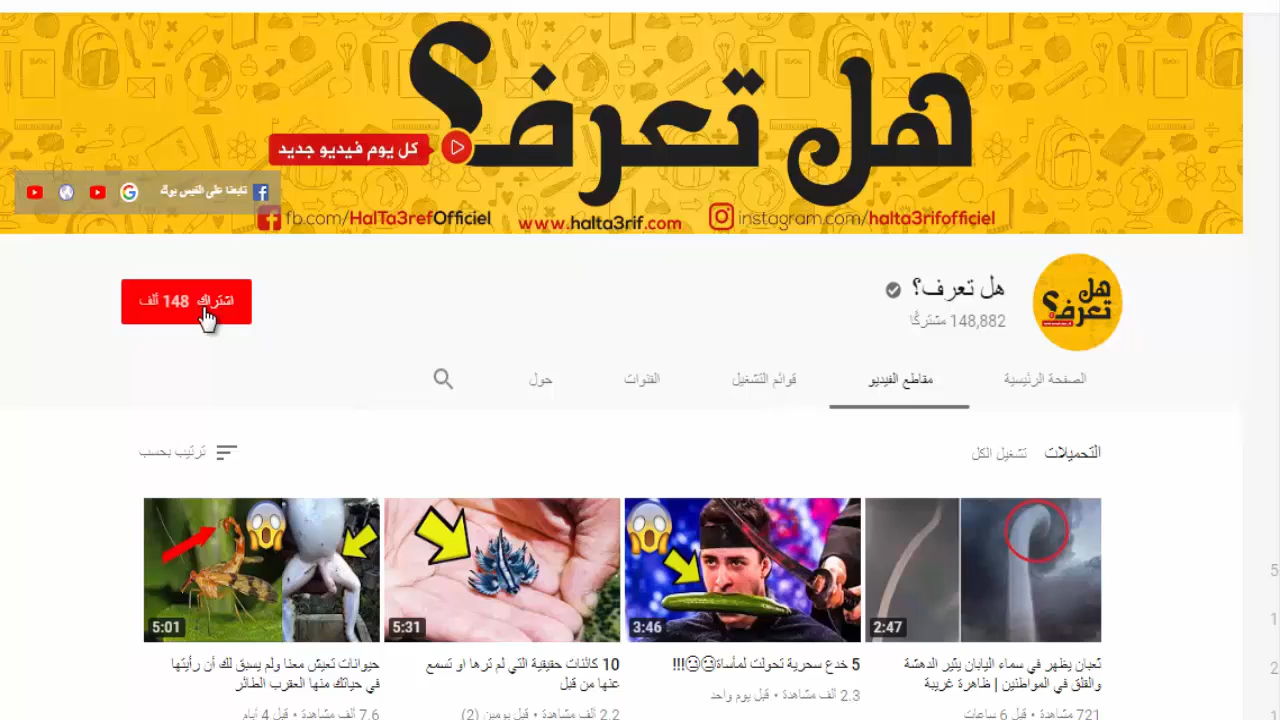 هل تعرف؟
كل يوم فيديو جديد
تابعنا على الفيس بوك
fb.com/HalTa3refOfficiel
www.halta3rif.com
instagram.com/halta3rifofficiel
هل تعرف؟
148,882 مشتركًا
اشتراك 148 ألف
هل
تعرف؟
الصفحة الرئيسية
مقاطع الفيديو
قوائم التشغيل
القنوات
حول
التحميلات
تشغيل الكل
ترتيب بحسب
2:47
3:46
5:31
5:01
ثعبان يظهر في سماء اليابان يثير الدهشة
والقلق في المواطنين | ظاهرة غريبة
721 مشاهدة • قبل 6 ساعات
5 خدع سحرية تحولت لمأساة😐😐!!!
2.3 ألف مشاهدة • قبل يوم واحد
10 كائنات حقيقية التي لم ترها او تسمع
عنها من قبل
2.2 ألف مشاهدة • قبل يومين (2)
حيوانات تعيش معنا ولم يسبق لك أن رأيتها
في حياتك منها العقرب الطائر
7.6 ألف مشاهدة • قبل 4 أيام